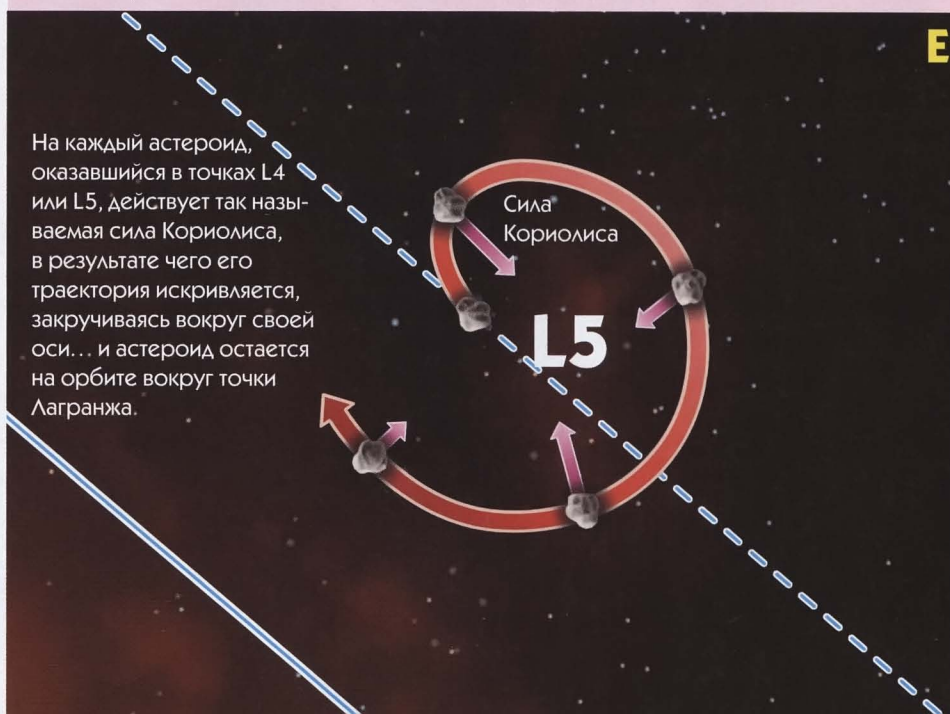 E
На каждый астероид,
оказавшийся в точках L4
или L5, действует так назы-
ваемая сила Кориолиса,
в результате чего его
траектория искривляется,
закручиваясь вокруг своей
оси... и астероид остается
на орбите вокруг точки
Лагранжа.
Сила
Кориолиса
L5